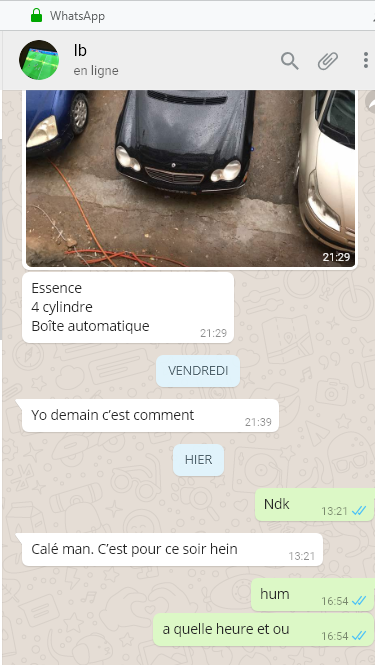 WhatsApp
lb
en ligne
21:29
Essence
4 cylindre
Boîte automatique
21:29
VENDREDI
Yo demain c'est comment
21:39
HIER
Ndk
13:21
Calé man. C'est pour ce soir hein
13:21
hum
16:54
a quelle heure et ou
16:54